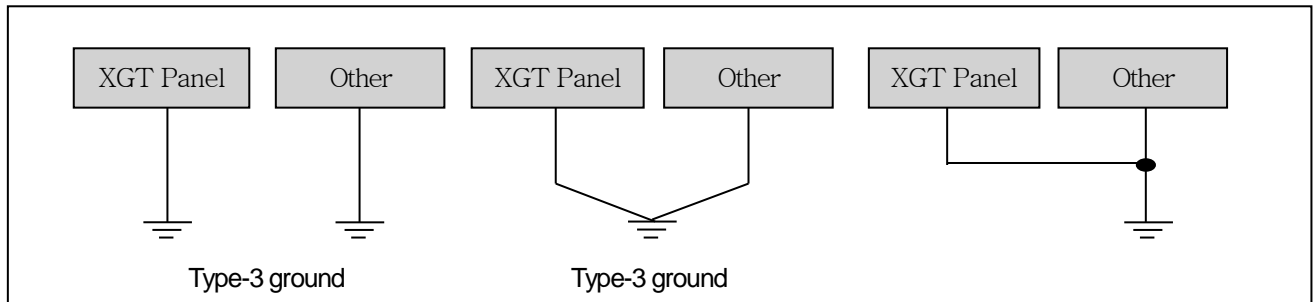 XGT Panel Other XGT Panel Other XGT Panel Other
Type-3 ground Type-3 ground